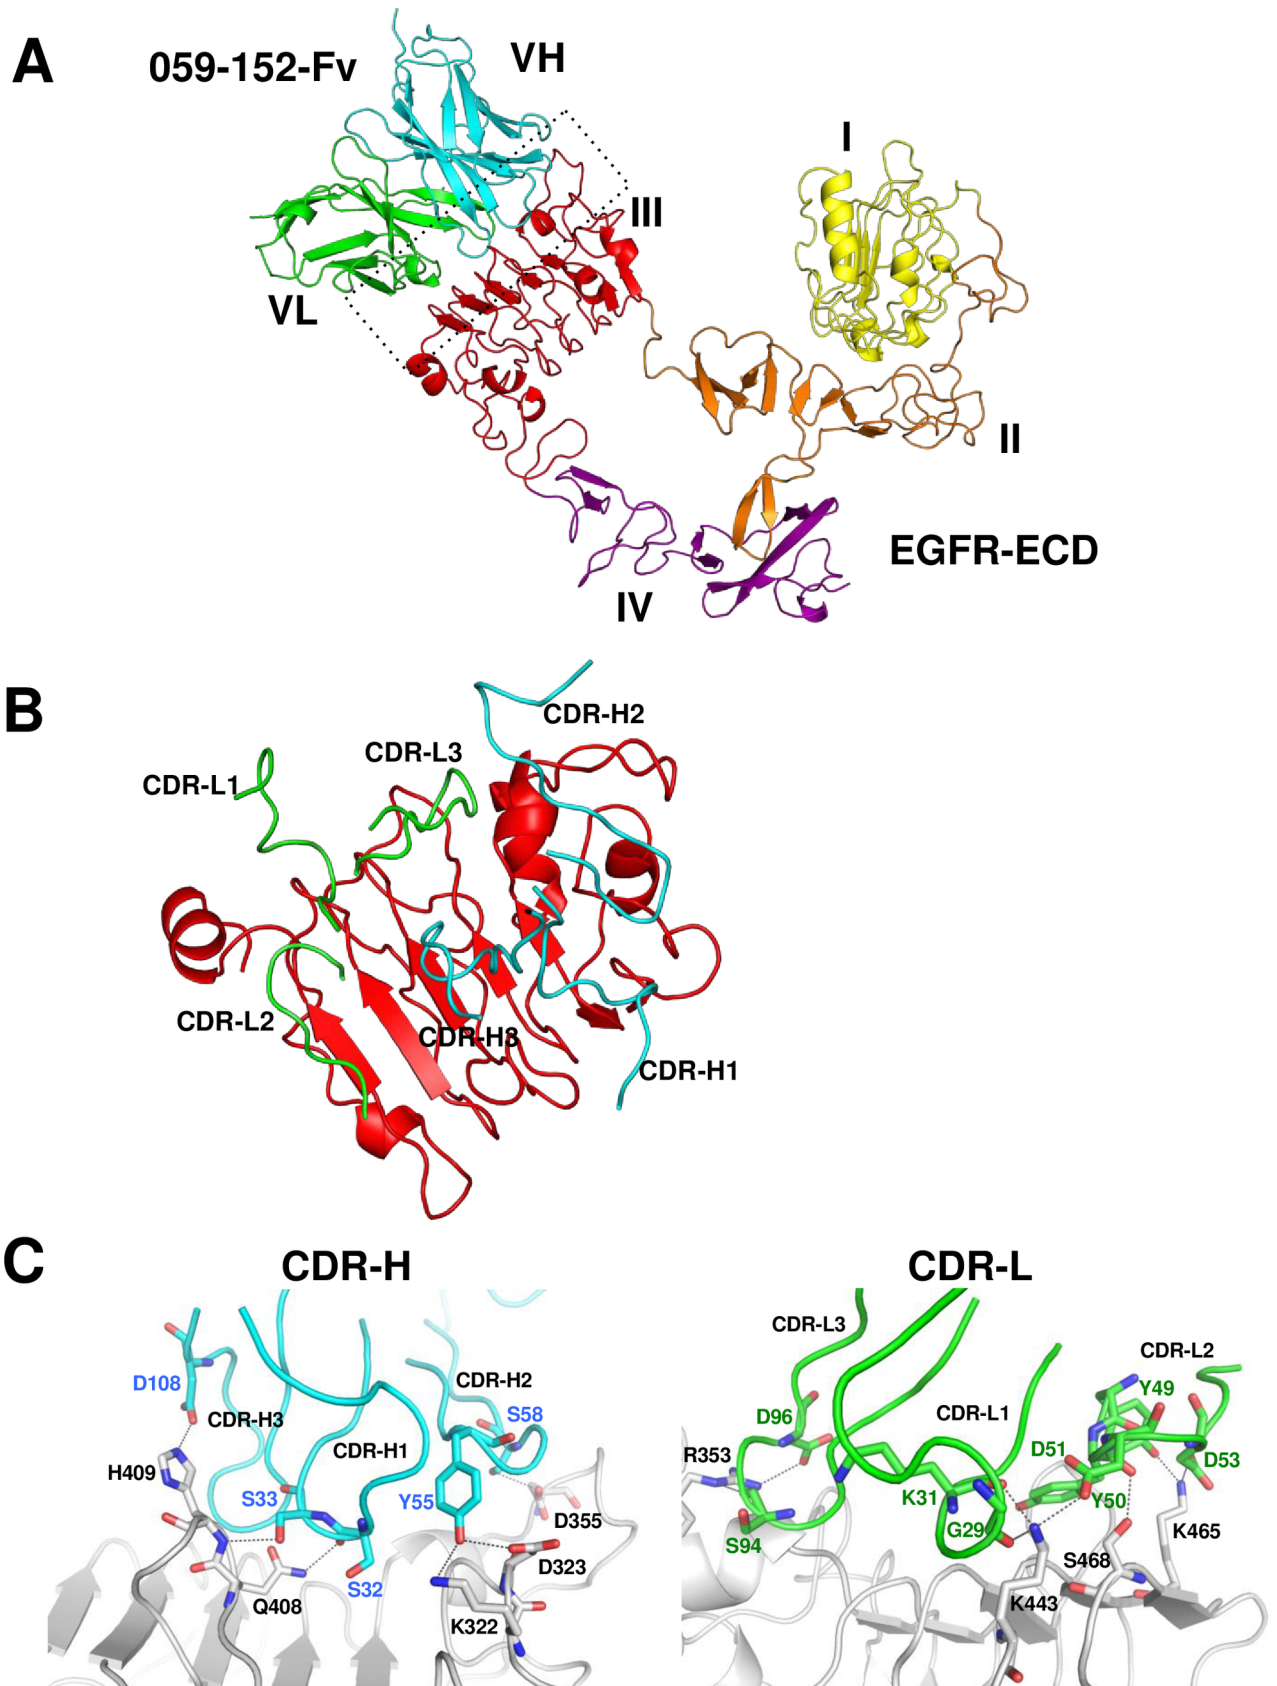 A
059-152-Fv
VH
I
III
VL
II
EGFR-ECD
IV
B
CDR-H2
CDR-L3
CDR-L1
CDR-L2
CDR-H3
CDR-H1
C
CDR-H
CDR-L
CDR-L3
CDR-L2
D108
CDR-H2
Y49
CDR-H3
S58
D96
CDR-L1
CDR-H1
D51
R353
D53
H409
S33
Y55
K31
Y50
D355
G29
K465
S94
D323
S468
S32
Q408
K443
K322